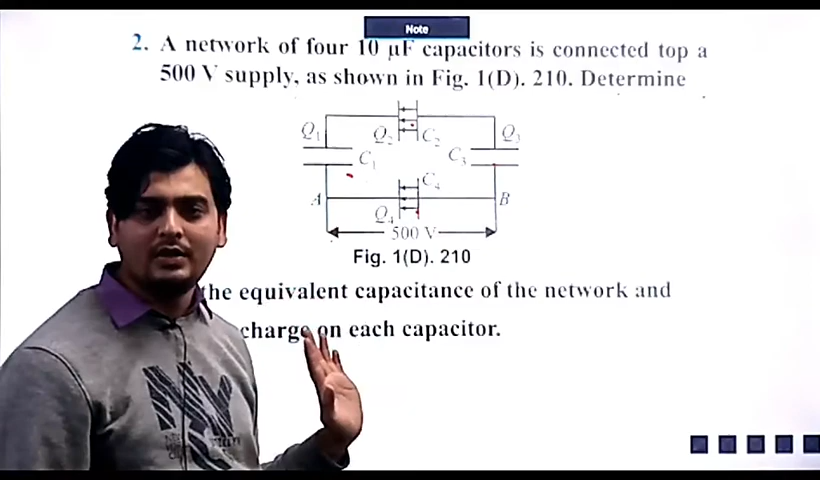 Note
2. A network of four 10 µF capacitors is connected top a
500 V supply, as shown in Fig. 1(D). 210. Determine
Q1 Q2 C2 Q3
C1 C3
C4
A B
Q4
500 V
Fig. 1(D). 210
the equivalent capacitance of the network and
charge on each capacitor.